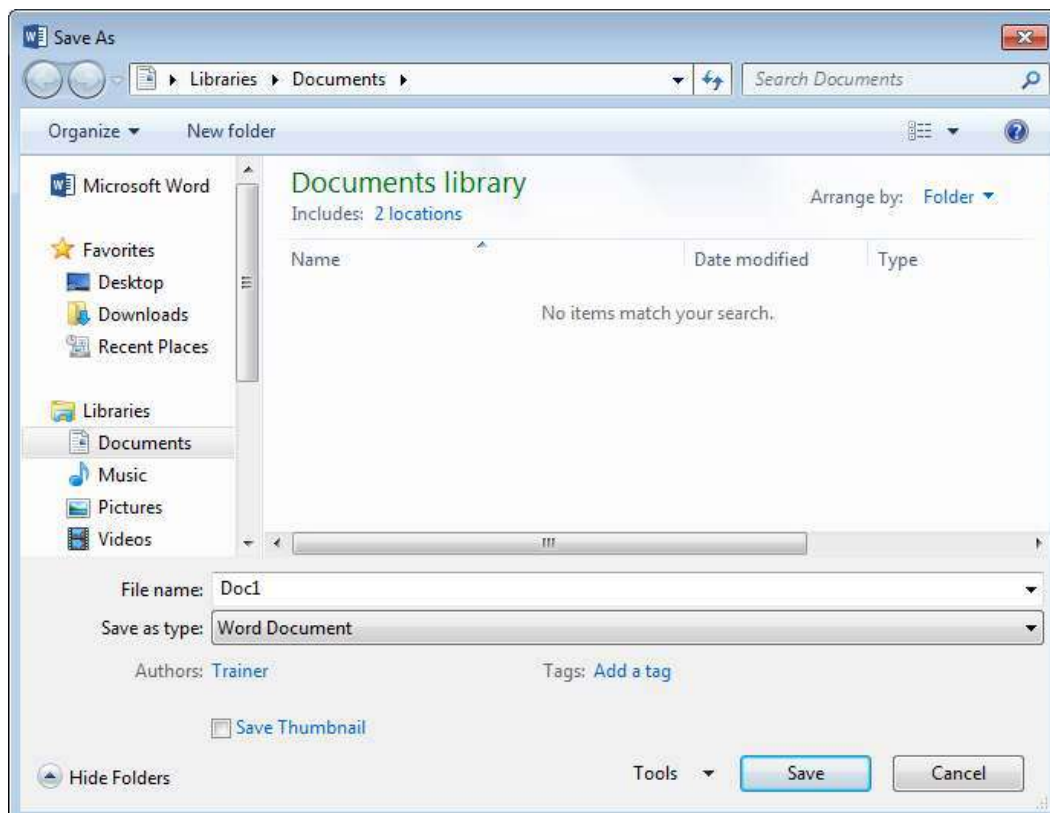 Save As
Libraries Documents
Search Documents
Organize New folder
Microsoft Word
Favorites
Desktop
Downloads
Recent Places
Libraries
Documents
Music
Pictures
Videos
Documents library
Includes: 2 locations
Arrange by: Folder
Name Date modified Type
No items match your search.
File name: Doc1
Save as type: Word Document
Authors: Trainer Tags: Add a tag
Save Thumbnail
Hide Folders Tools Save Cancel